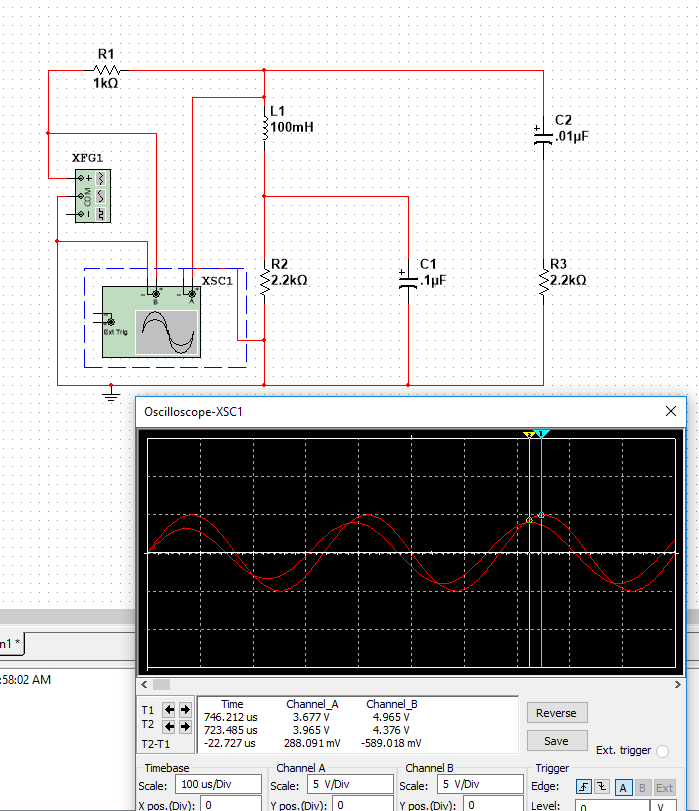 R1
1kΩ
L1
100mH
C2
.01µF
XFG1
COM
XSC1
R2
2.2kΩ
C1
.1µF
R3
2.2kΩ
B
A
Ext Trig
Oscilloscope-XSC1
2
1
n1 *
:58:02 AM
Time Channel_A Channel_B
T1 746.212 us 3.677 V 4.965 V
T2 723.485 us 3.965 V 4.376 V
T2-T1 -22.727 us 288.091 mV -589.018 mV
Reverse
Save
Ext. trigger
Timebase Channel A Channel B Trigger
Scale: 100 us/Div Scale: 5 V/Div Scale: 5 V/Div Edge: A B Ext
X pos.(Div): 0 Y pos.(Div): 0 Y pos.(Div): 0 Level: 0 V